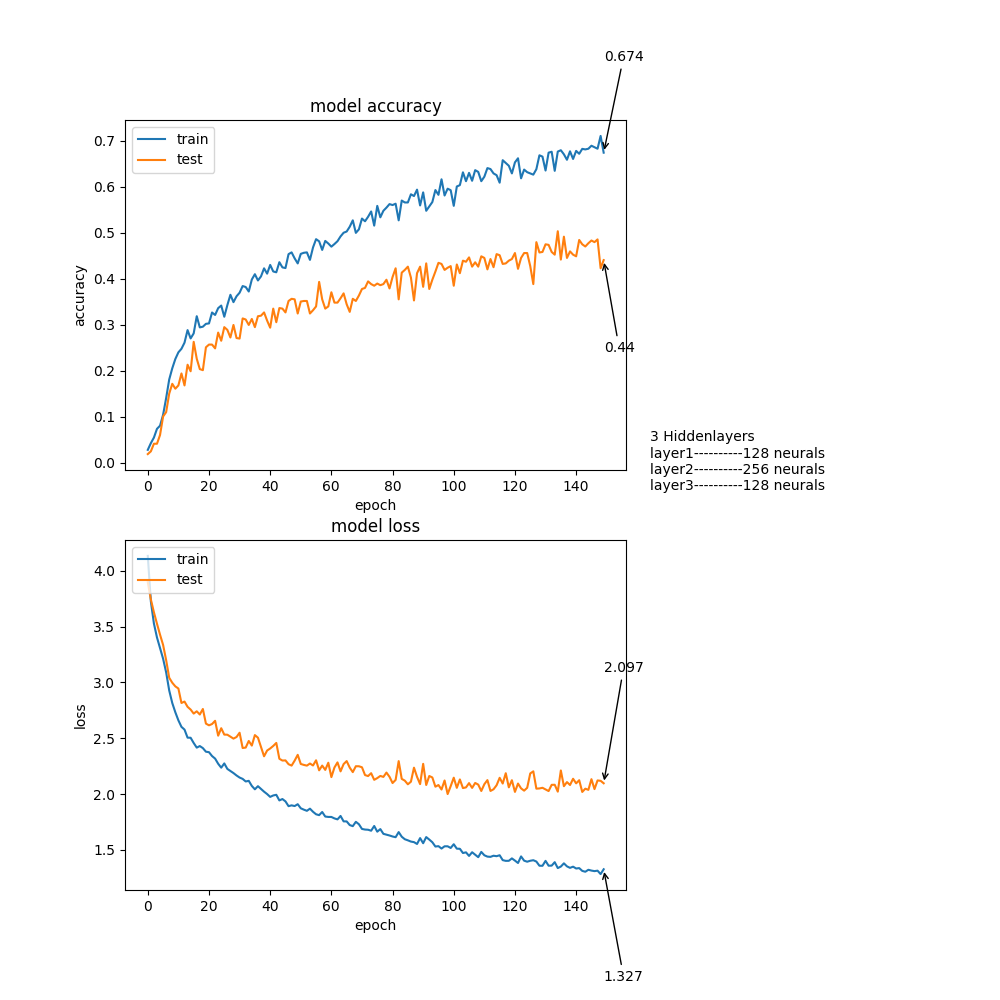 0.674
model accuracy
train
test
0.7
0.6
0.5
0.4
0.3
0.2
0.1
0.0
accuracy
0.44
0 20 40 60 80 100 120 140
epoch
3 Hiddenlayers
layer1----------128 neurals
layer2----------256 neurals
layer3----------128 neurals
model loss
train
test
4.0
3.5
3.0
2.5
2.0
1.5
loss
2.097
0 20 40 60 80 100 120 140
epoch
1.327